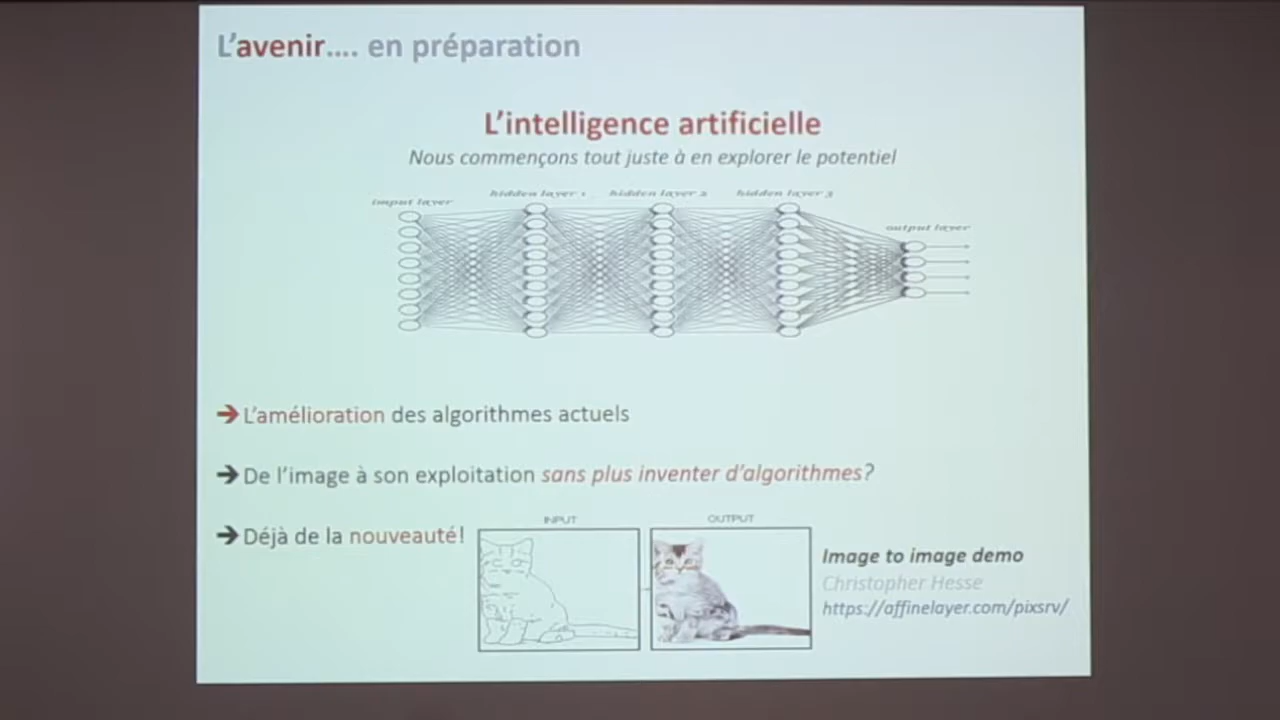 L'avenir.... en préparation
L'intelligence artificielle
Nous commençons tout juste à en explorer le potentiel
input layer
hidden layer 1
hidden layer 2
hidden layer 3
output layer
➔ L'amélioration des algorithmes actuels
➔ De l'image à son exploitation sans plus inventer d'algorithmes?
➔ Déjà de la nouveauté!
INPUT
OUTPUT
Image to image demo
Christopher Hesse
https://affinelayer.com/pixsrv/